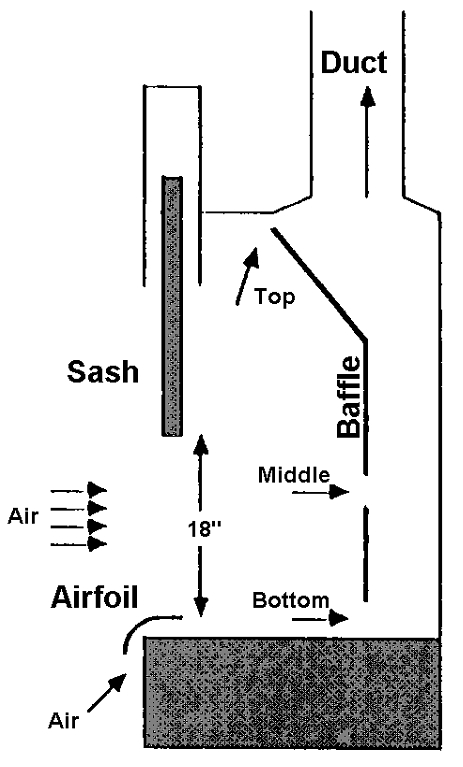 Duct
Top
Sash
Baffle
Middle
Air
18"
Airfoil
Bottom
Air